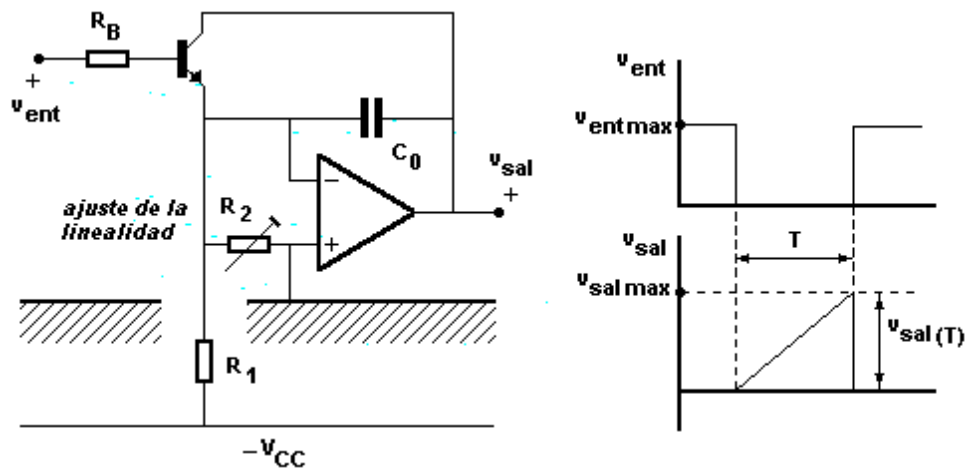 R_B
+
v_ent
C_0
v_sal
+
ajuste de la
linealidad
R_2
−
+
R_1
−V_CC
v_ent
v_ent max
v_sal
T
v_sal max
v_sal (T)